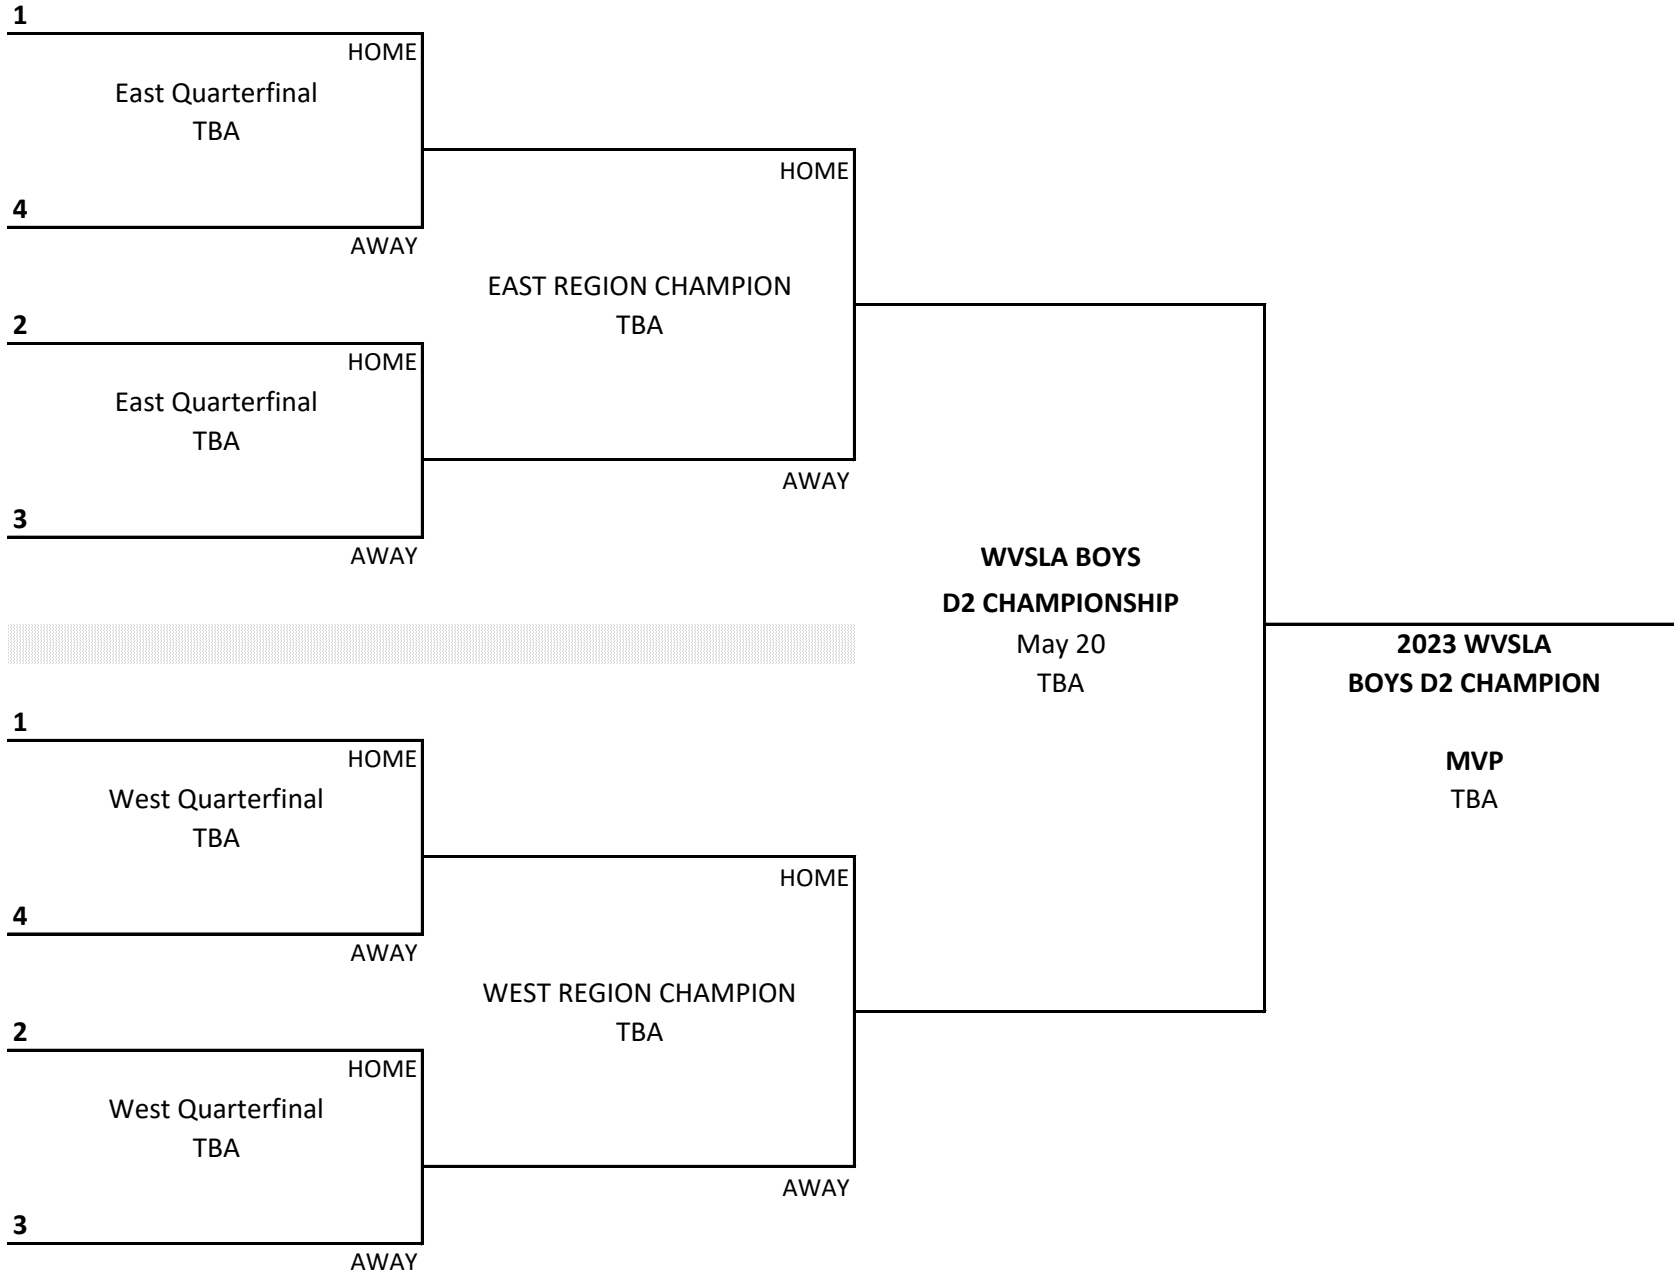 1
HOME
East Quarterfinal
TBA
4
AWAY
2
HOME
East Quarterfinal
TBA
3
AWAY
HOME
EAST REGION CHAMPION
TBA
AWAY
1
HOME
West Quarterfinal
TBA
4
AWAY
2
HOME
West Quarterfinal
TBA
3
AWAY
HOME
WEST REGION CHAMPION
TBA
AWAY
WVSLA BOYS
D2 CHAMPIONSHIP
May 20
TBA
2023 WVSLA
BOYS D2 CHAMPION
MVP
TBA